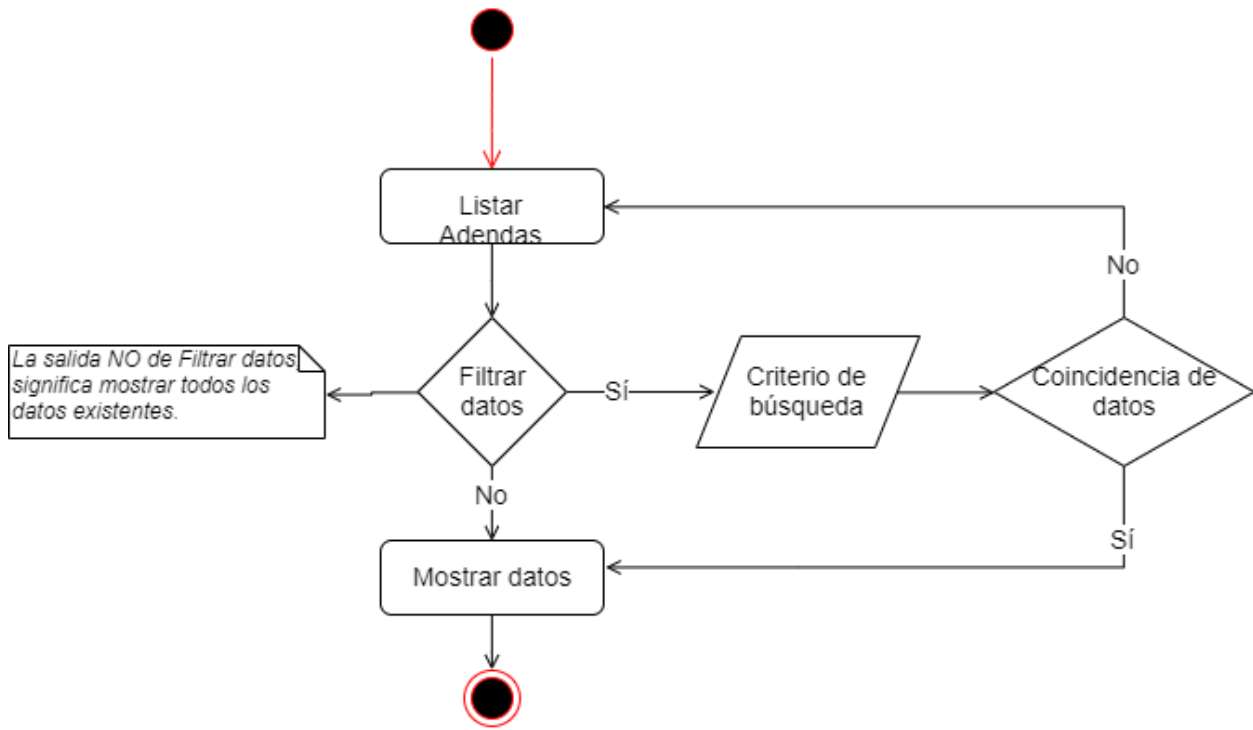 Listar
Adendas
No
La salida NO de Filtrar datos
significa mostrar todos los
datos existentes.
Filtrar
datos
Sí
Criterio de
búsqueda
Coincidencia de
datos
No
Sí
Mostrar datos